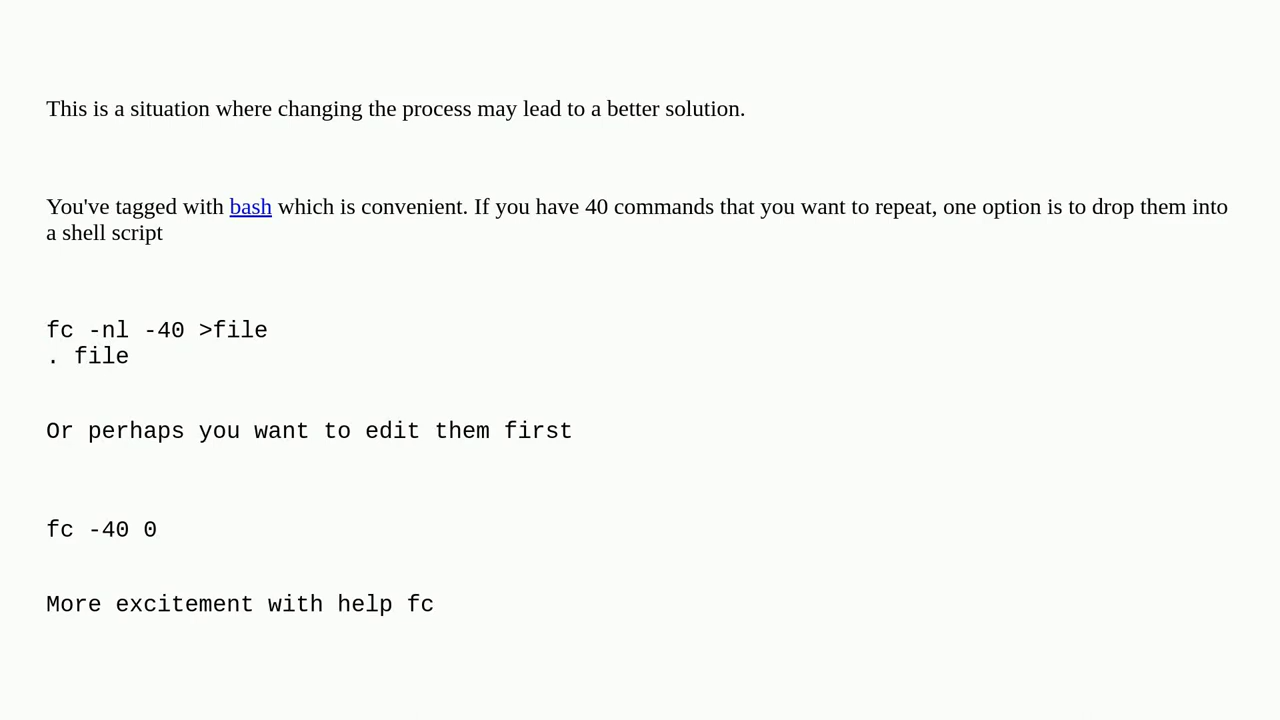 This is a situation where changing the process may lead to a better solution.
You've tagged with bash which is convenient. If you have 40 commands that you want to repeat, one option is to drop them into
a shell script
fc -nl -40 >file
. file
Or perhaps you want to edit them first
fc -40 0
More excitement with help fc